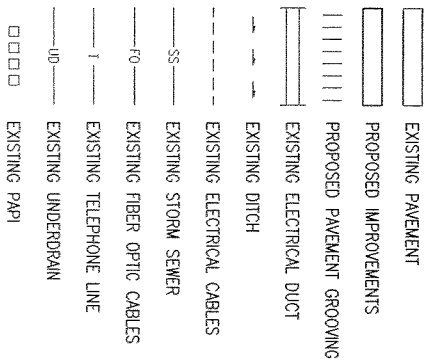 EXISTING PAVEMENT
PROPOSED IMPROVEMENTS
PROPOSED PAVEMENT GROOVING
EXISTING ELECTRICAL DUCT
EXISTING DITCH
EXISTING ELECTRICAL CABLES
SS EXISTING STORM SEWER
FO EXISTING FIBER OPTIC CABLES
T EXISTING TELEPHONE LINE
UD EXISTING UNDERDRAIN
EXISTING PAPI